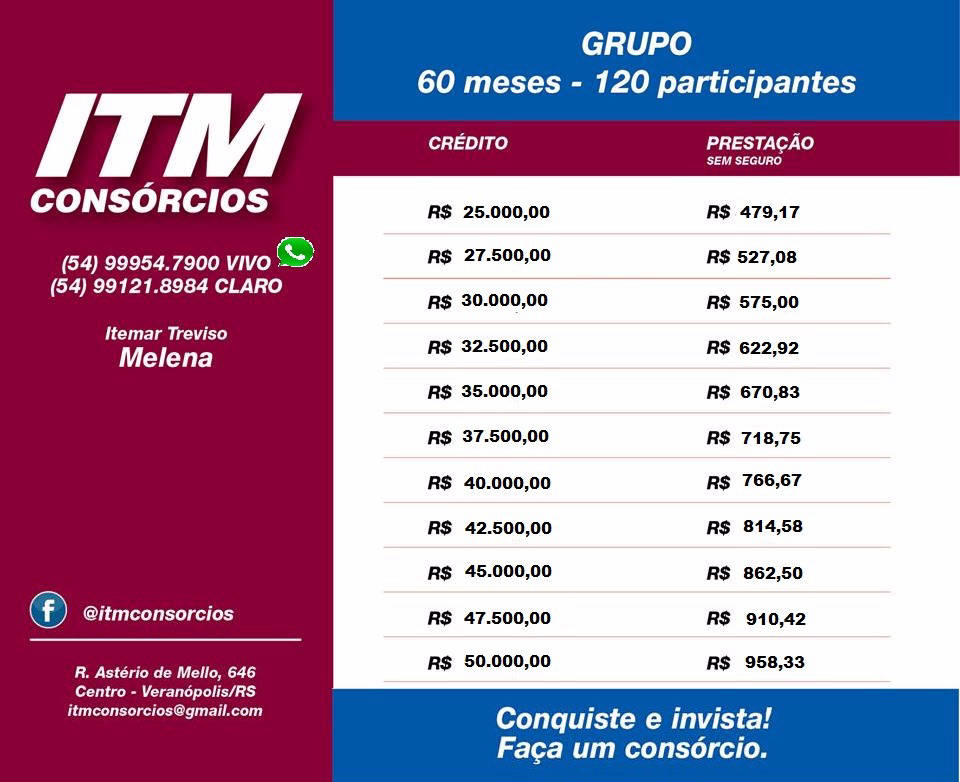 ITM
CONSÓRCIOS
(54) 99954.7900 VIVO
(54) 99121.8984 CLARO
Itemar Treviso
Melena
@itmconsorcios
R. Astério de Mello, 646
Centro - Veranópolis/RS
itmconsorcios@gmail.com
GRUPO
60 meses - 120 participantes
CRÉDITO PRESTAÇÃO
SEM SEGURO
R$ 25.000,00 R$ 479,17
R$ 27.500,00 R$ 527,08
R$ 30.000,00 R$ 575,00
R$ 32.500,00 R$ 622,92
R$ 35.000,00 R$ 670,83
R$ 37.500,00 R$ 718,75
R$ 40.000,00 R$ 766,67
R$ 42.500,00 R$ 814,58
R$ 45.000,00 R$ 862,50
R$ 47.500,00 R$ 910,42
R$ 50.000,00 R$ 958,33
Conquiste e invista!
Faça um consórcio.